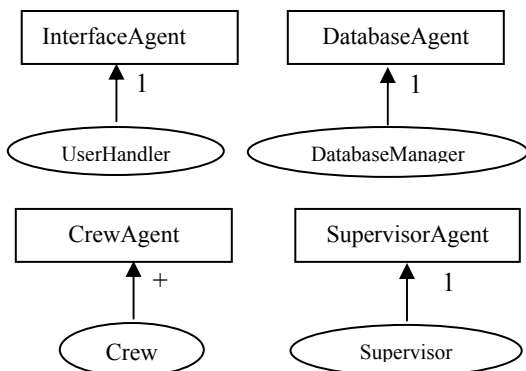 InterfaceAgent
DatabaseAgent
1
1
UserHandler
DatabaseManager
CrewAgent
SupervisorAgent
+
1
Crew
Supervisor